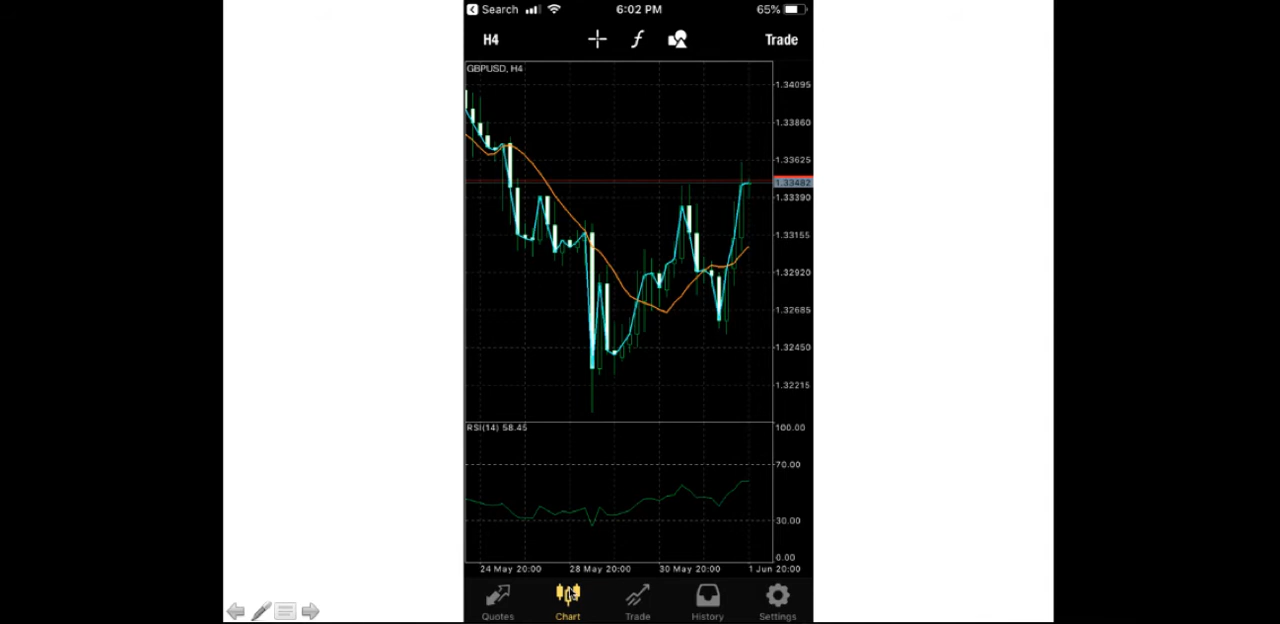 Search 6:02 PM 65%
H4 f Trade
GBPUSD, H4
1.34095
1.33860
1.33625
1.33482
1.33390
1.33155
1.32920
1.32685
1.32450
1.32215
RSI(14) 58.45
100.00
70.00
30.00
0.00
24 May 20:00 28 May 20:00 30 May 20:00 1 Jun 20:00
Quotes Chart Trade History Settings